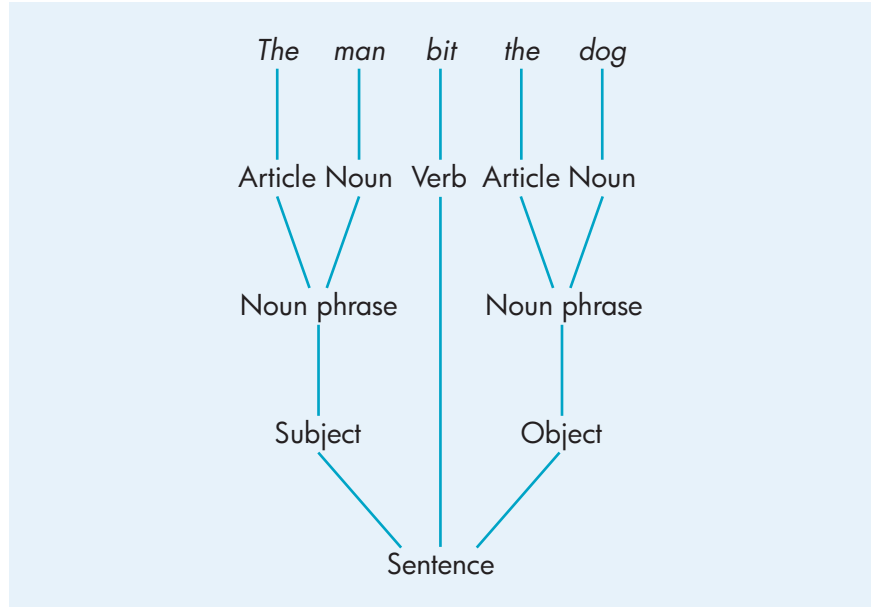 The man bit the dog
Article Noun Verb Article Noun
Noun phrase Noun phrase
Subject Object
Sentence